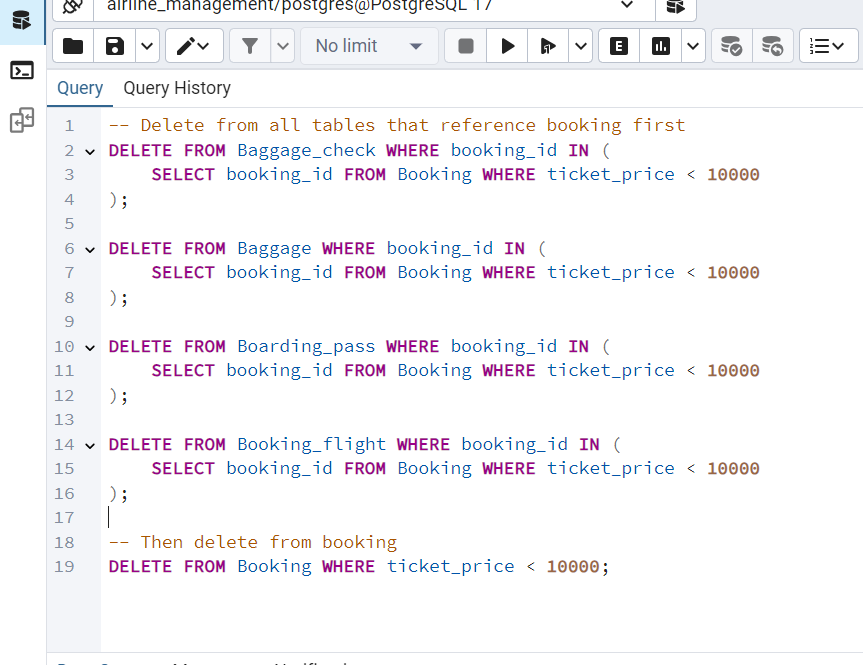 airline_management/postgres@PostgreSQL 17
No limit
E
Query Query History
1 -- Delete from all tables that reference booking first
2 DELETE FROM Baggage_check WHERE booking_id IN (
3 SELECT booking_id FROM Booking WHERE ticket_price < 10000
4 );
5
6 DELETE FROM Baggage WHERE booking_id IN (
7 SELECT booking_id FROM Booking WHERE ticket_price < 10000
8 );
9
10 DELETE FROM Boarding_pass WHERE booking_id IN (
11 SELECT booking_id FROM Booking WHERE ticket_price < 10000
12 );
13
14 DELETE FROM Booking_flight WHERE booking_id IN (
15 SELECT booking_id FROM Booking WHERE ticket_price < 10000
16 );
17
18 -- Then delete from booking
19 DELETE FROM Booking WHERE ticket_price < 10000;